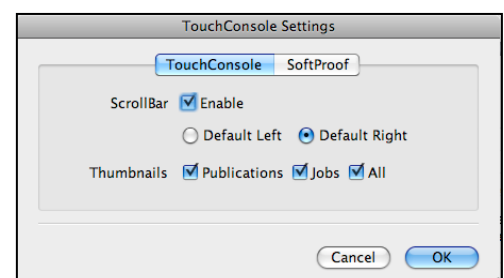 TouchConsole Settings
TouchConsole SoftProof
ScrollBar Enable
Default Left Default Right
Thumbnails Publications Jobs All
Cancel OK